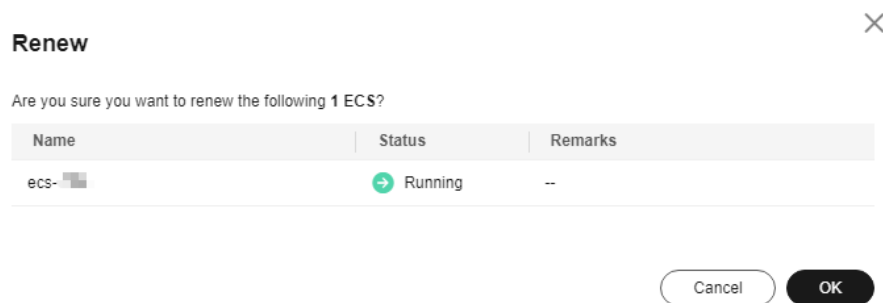 Renew
Are you sure you want to renew the following 1 ECS?
Name Status Remarks
ecs- Running --
Cancel OK